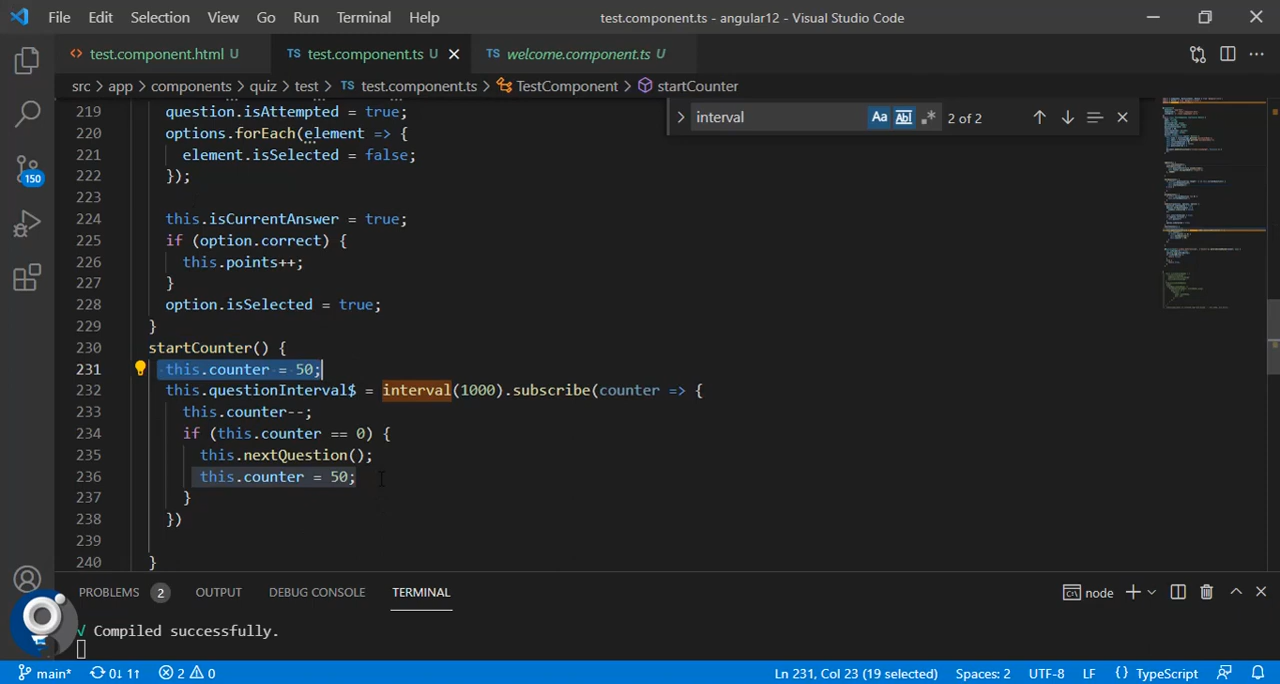 File Edit Selection View Go Run Terminal Help test.component.ts - angular12 - Visual Studio Code
test.component.html U TS test.component.ts U TS welcome.component.ts U
src > app > components > quiz > test > TS test.component.ts > TestComponent > startCounter
interval Aa Abl .* 2 of 2
219 question.isAttempted = true;
220 options.forEach(element => {
221 element.isSelected = false;
222 });
223
224 this.isCurrentAnswer = true;
225 if (option.correct) {
226 this.points++;
227 }
228 option.isSelected = true;
229 }
230 startCounter() {
231 this.counter = 50;
232 this.questionInterval$ = interval(1000).subscribe(counter => {
233 this.counter--;
234 if (this.counter == 0) {
235 this.nextQuestion();
236 this.counter = 50;
237 }
238 })
239
240 }
150
PROBLEMS 2 OUTPUT DEBUG CONSOLE TERMINAL node
√ Compiled successfully.
main* 0↓ 1↑ 2 0 Ln 231, Col 23 (19 selected) Spaces: 2 UTF-8 LF {} TypeScript